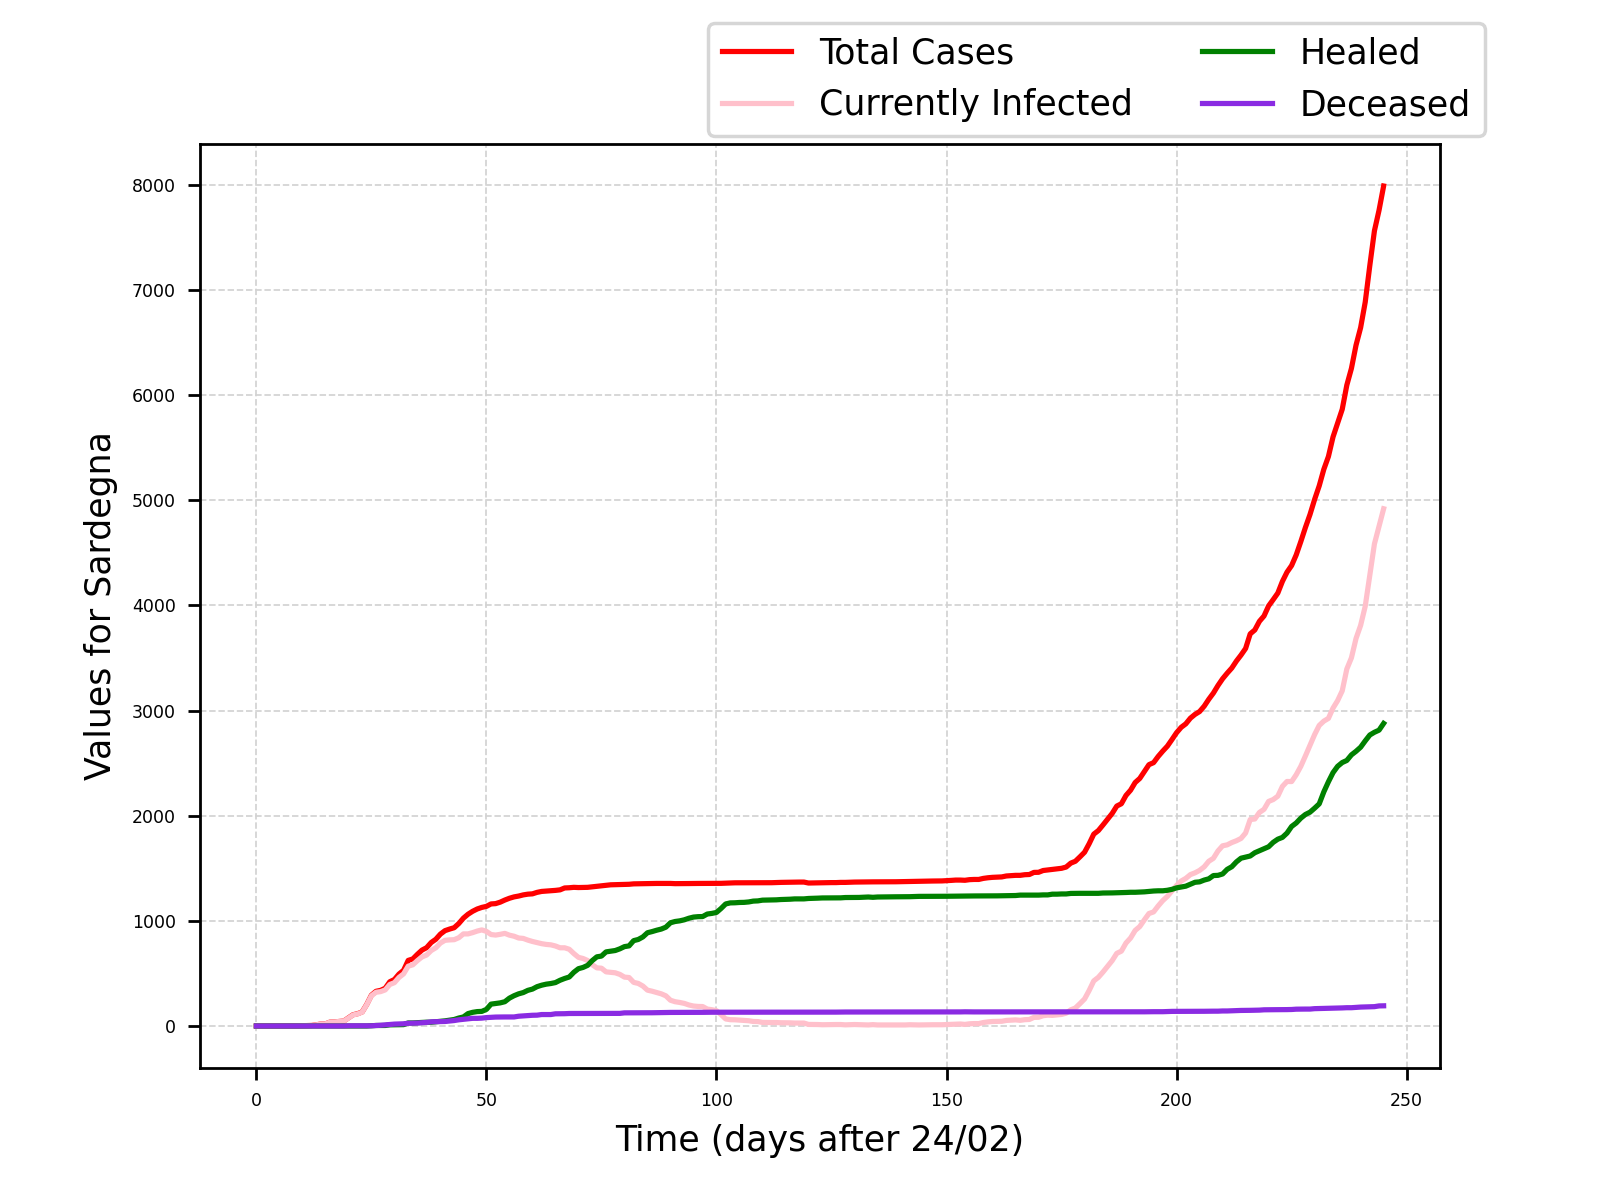 Total Cases
Currently Infected
Healed
Deceased
8000
7000
6000
5000
4000
3000
2000
1000
0
Values for Sardegna
0 50 100 150 200 250
Time (days after 24/02)